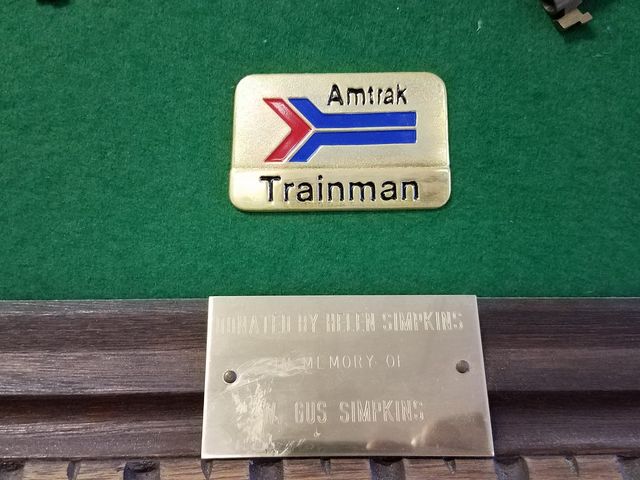 Amtrak
Trainman
DONATED BY HELEN SIMPKINS
IN MEMORY OF
GUS SIMPKINS